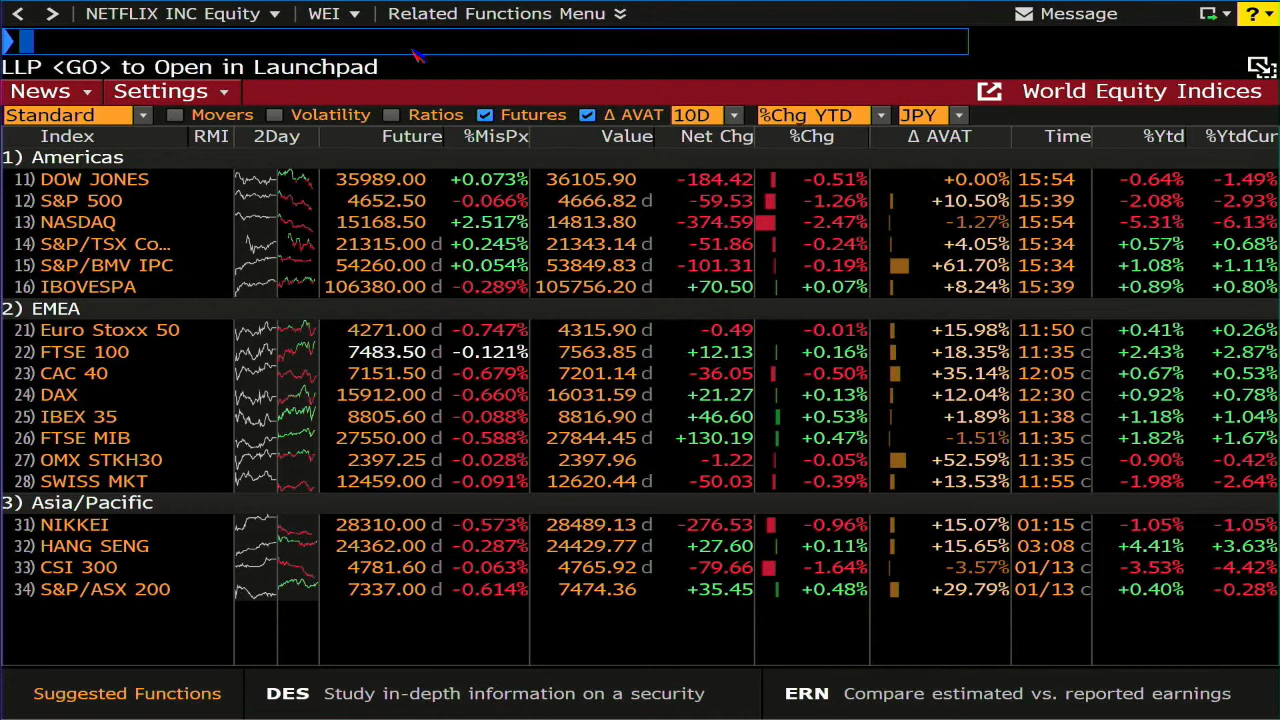 < > NETFLIX INC Equity WEI Related Functions Menu Message ?
LLP <GO> to Open in Launchpad
News Settings World Equity Indices
Standard Movers Volatility Ratios Futures Δ AVAT 10D %Chg YTD JPY
Index RMI 2Day Future %MisPx Value Net Chg %Chg Δ AVAT Time %Ytd %YtdCur
1) Americas
11) DOW JONES 35989.00 +0.073% 36105.90 -184.42 -0.51% +0.00% 15:54 -0.64% -1.49%
12) S&P 500 4652.50 -0.066% 4666.82 d -59.53 -1.26% +10.50% 15:39 -2.08% -2.93%
13) NASDAQ 15168.50 +2.517% 14813.80 -374.59 -2.47% -1.27% 15:54 -5.31% -6.13%
14) S&P/TSX Co... 21315.00 d +0.245% 21343.14 d -51.86 -0.24% +4.05% 15:34 +0.57% +0.68%
15) S&P/BMV IPC 54260.00 d +0.054% 53849.83 d -101.31 -0.19% +61.70% 15:34 +1.08% +1.11%
16) IBOVESPA 106380.00 d -0.289% 105756.20 d +70.50 +0.07% +8.24% 15:39 +0.89% +0.80%
2) EMEA
21) Euro Stoxx 50 4271.00 d -0.747% 4315.90 d -0.49 -0.01% +15.98% 11:50 c +0.41% +0.26%
22) FTSE 100 7483.50 d -0.121% 7563.85 d +12.13 +0.16% +18.35% 11:35 c +2.43% +2.87%
23) CAC 40 7151.50 d -0.679% 7201.14 d -36.05 -0.50% +35.14% 12:05 c +0.67% +0.53%
24) DAX 15912.00 d -0.660% 16031.59 d +21.27 +0.13% +12.04% 11:30 c +0.92% +0.78%
25) IBEX 35 8805.60 d -0.088% 8816.90 d +46.60 +0.53% +1.89% 11:38 c +1.18% +1.04%
26) FTSE MIB 27550.00 d -0.588% 27844.45 d +130.19 +0.47% -1.51% 11:35 c +1.82% +1.67%
27) OMX STKH30 2397.25 d -0.028% 2397.96 -1.22 -0.05% +52.59% 11:35 c -0.90% -0.42%
28) SWISS MKT 12459.00 d -0.091% 12620.44 d -50.03 -0.39% +13.53% 11:55 c -1.98% -2.64%
3) Asia/Pacific
31) NIKKEI 28310.00 d -0.573% 28489.13 d -276.53 -0.96% +15.07% 01:15 c -1.05% -1.05%
32) HANG SENG 24362.00 d -0.287% 24429.77 d +27.60 +0.11% +15.65% 03:08 c +4.41% +3.63%
33) CSI 300 4781.60 d -0.063% 4765.92 d -79.66 -1.64% -3.57% 01/13 c -3.53% -4.42%
34) S&P/ASX 200 7337.00 d -0.614% 7474.36 +35.45 +0.48% +29.79% 01/13 c +0.40% -0.28%
Suggested Functions DES Study in-depth information on a security ERN Compare estimated vs. reported earnings